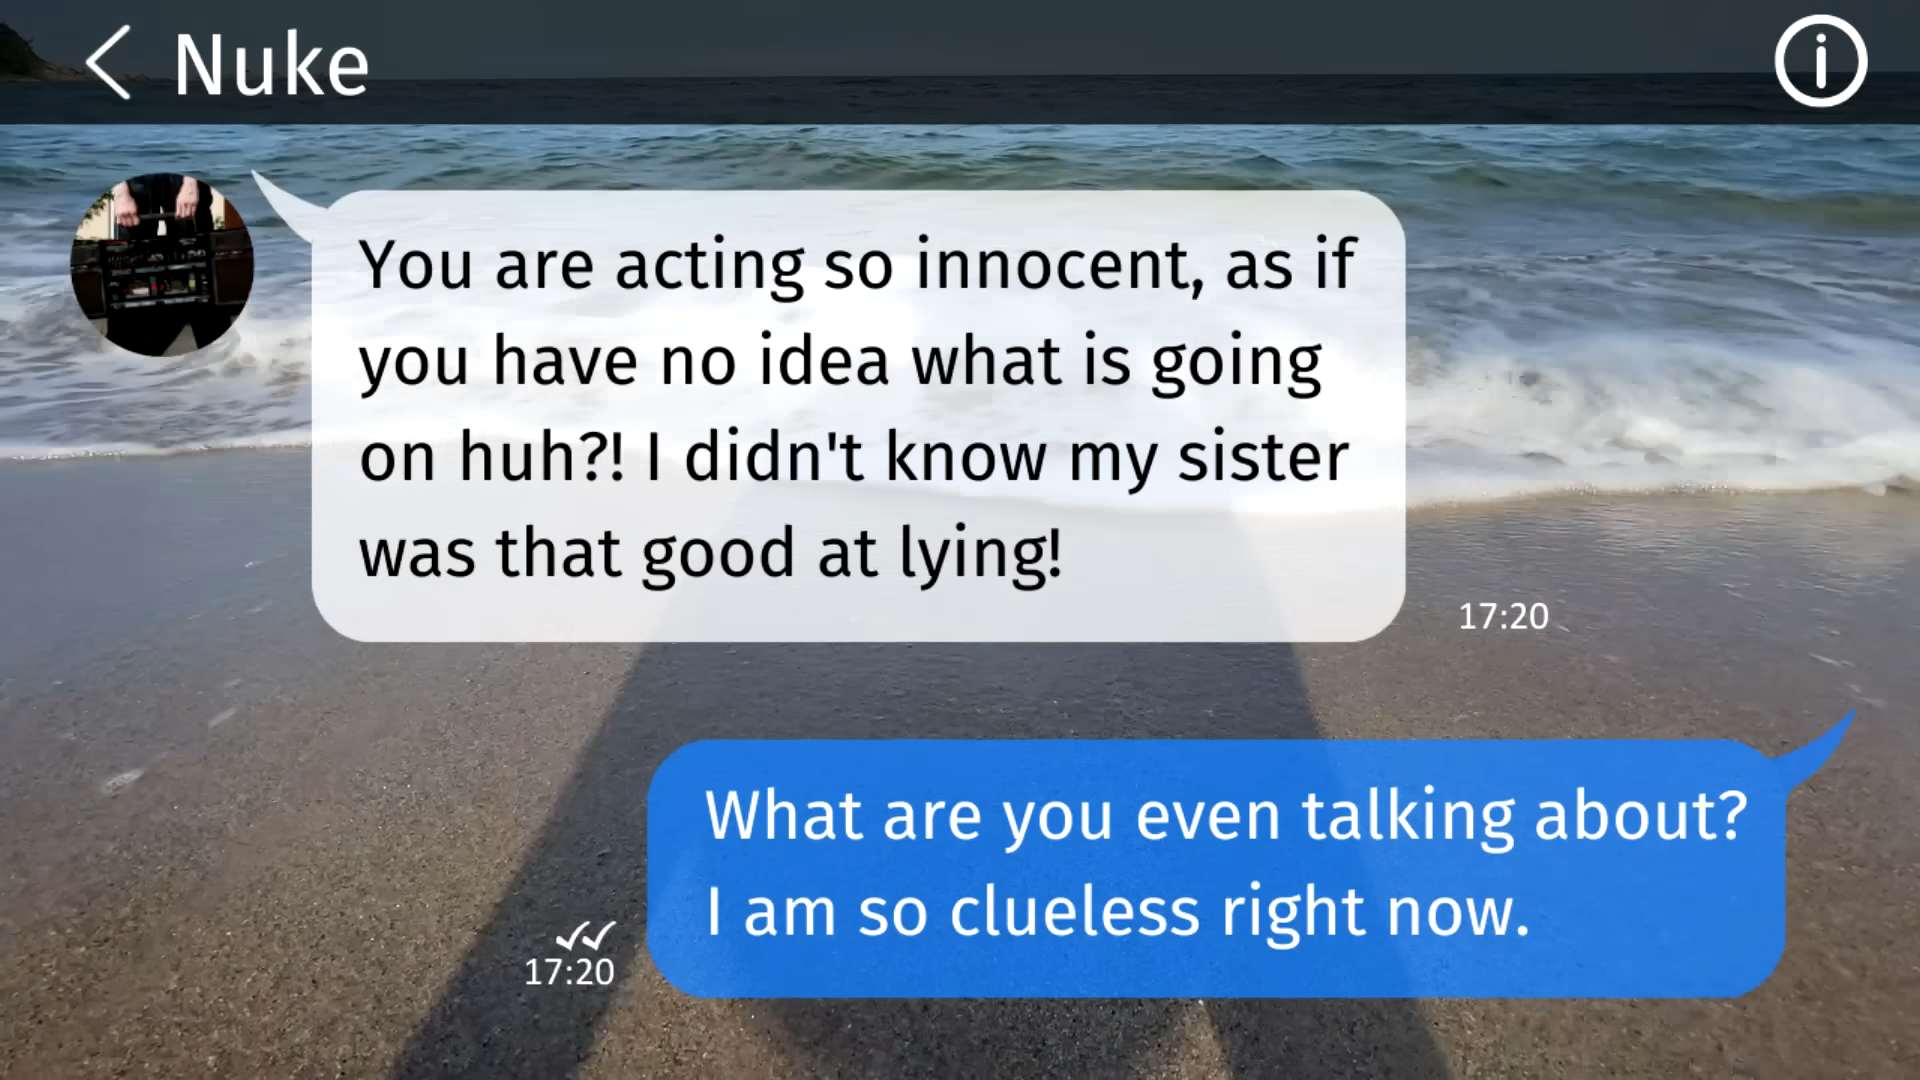 Nuke
You are acting so innocent, as if
you have no idea what is going
on huh?! I didn't know my sister
was that good at lying!
17:20
What are you even talking about?
I am so clueless right now.
17:20